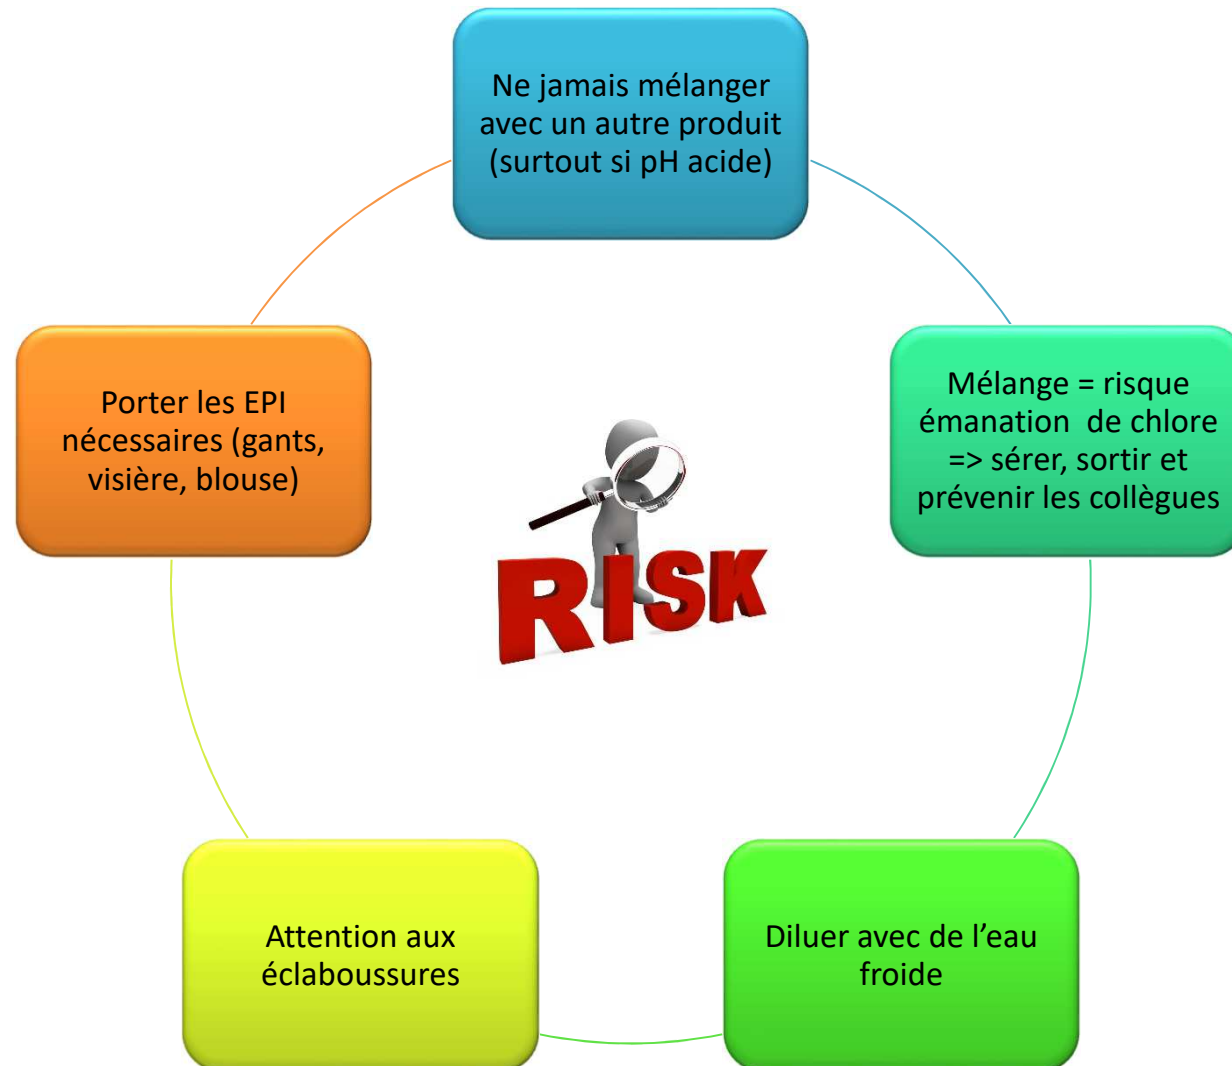 Ne jamais mélanger
avec un autre produit
(surtout si pH acide)
Mélange = risque
émanation  de chlore
=> sérer, sortir et
prévenir les collègues
Diluer avec de l’eau
froide
Attention aux
éclaboussures
Porter les EPI
nécessaires (gants,
visière, blouse)
RISK